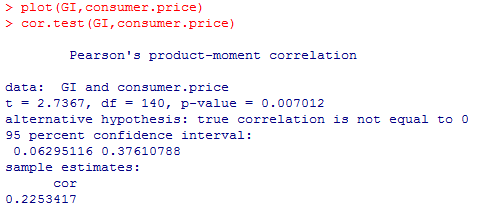 > plot(GI,consumer.price)
> cor.test(GI,consumer.price)
Pearson's product-moment correlation
data:  GI and consumer.price
t = 2.7367, df = 140, p-value = 0.007012
alternative hypothesis: true correlation is not equal to 0
95 percent confidence interval:
 0.06295116 0.37610788
sample estimates:
cor
0.2253417